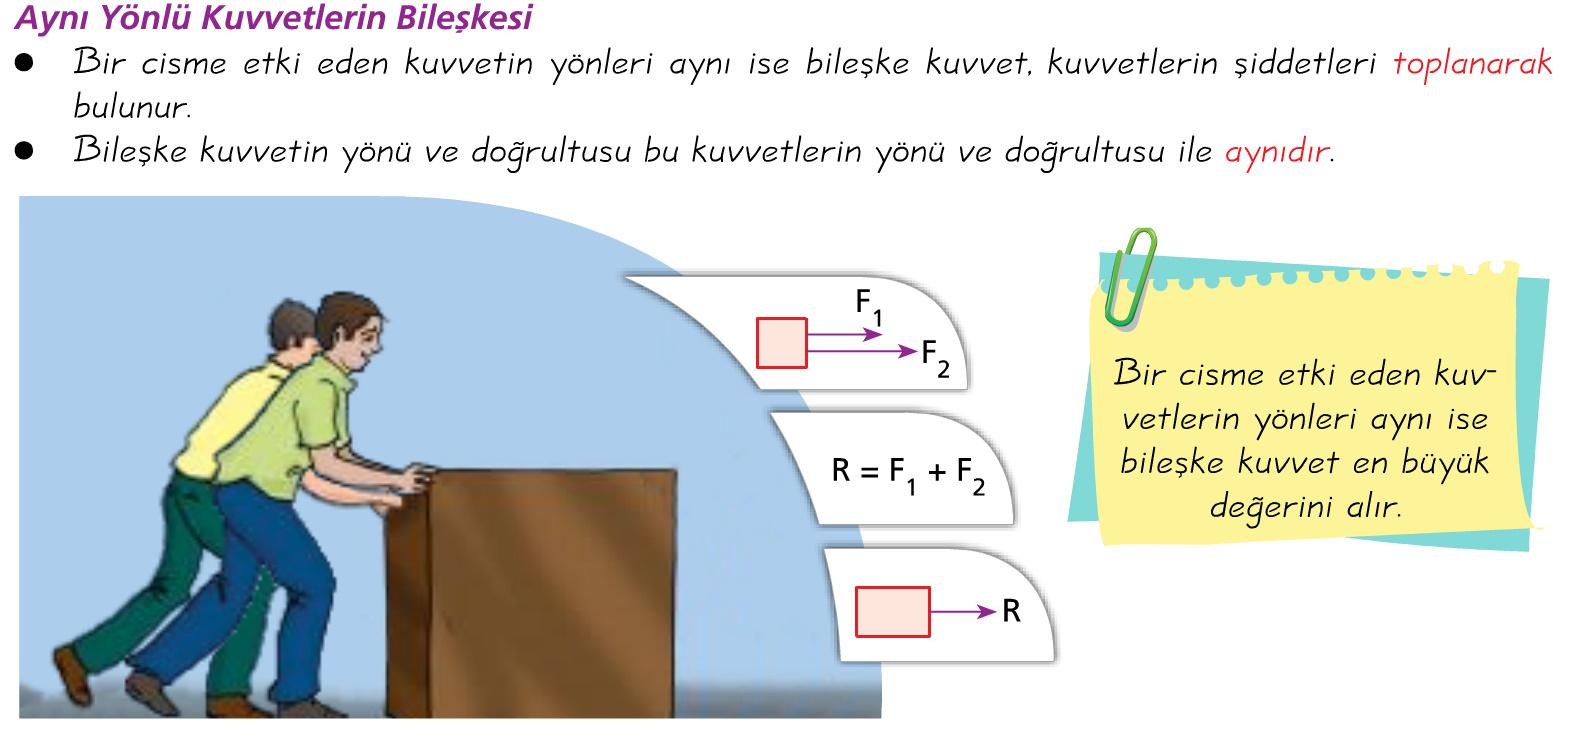 Aynı Yönlü Kuvvetlerin Bileşkesi
● Bir cisme etki eden kuvvetin yönleri aynı ise bileşke kuvvet, kuvvetlerin şiddetleri toplanarak
bulunur.
● Bileşke kuvvetin yönü ve doğrultusu bu kuvvetlerin yönü ve doğrultusu ile aynıdır.
F₁
F₂
R = F₁ + F₂
R
Bir cisme etki eden kuv-
vetlerin yönleri aynı ise
bileşke kuvvet en büyük
değerini alır.